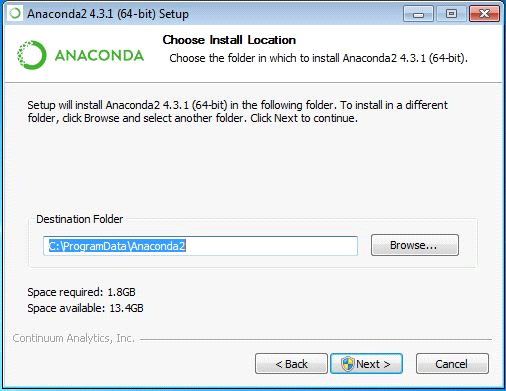 Anaconda2 4.3.1 (64-bit) Setup
ANACONDA
Choose Install Location
Choose the folder in which to install Anaconda2 4.3.1 (64-bit).
Setup will install Anaconda2 4.3.1 (64-bit) in the following folder. To install in a different
folder, click Browse and select another folder. Click Next to continue.
Destination Folder
C:\ProgramData\Anaconda2
Browse...
Space required: 1.8GB
Space available: 13.4GB
Continuum Analytics, Inc.
< Back
Next >
Cancel